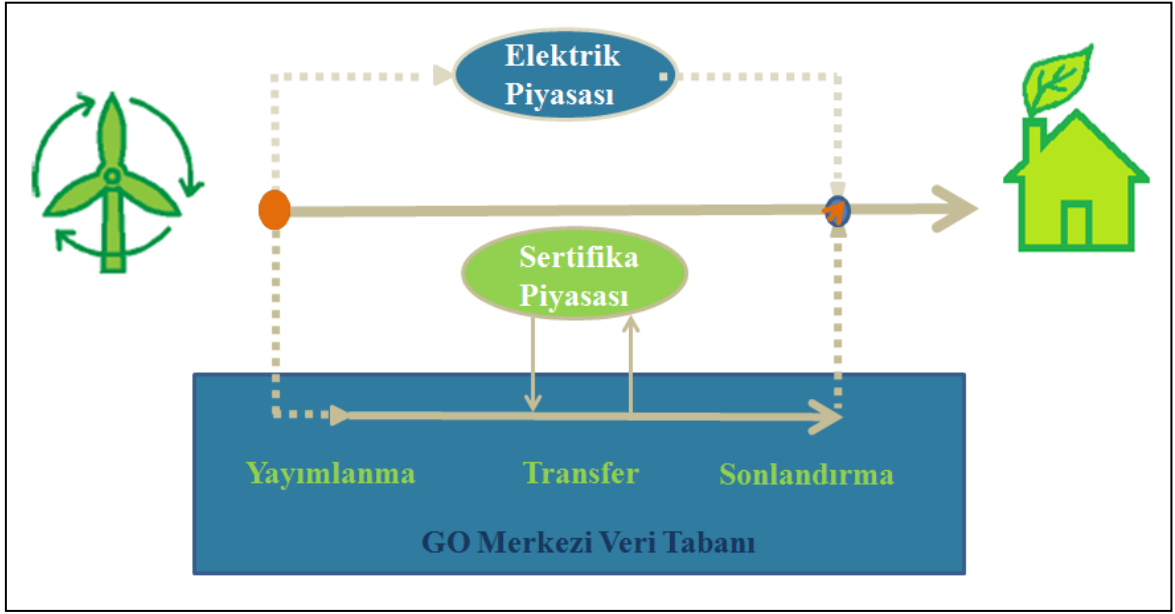 Elektrik
Piyasası
Sertifika
Piyasası
Yayımlanma Transfer Sonlandırma
GO Merkezi Veri Tabanı